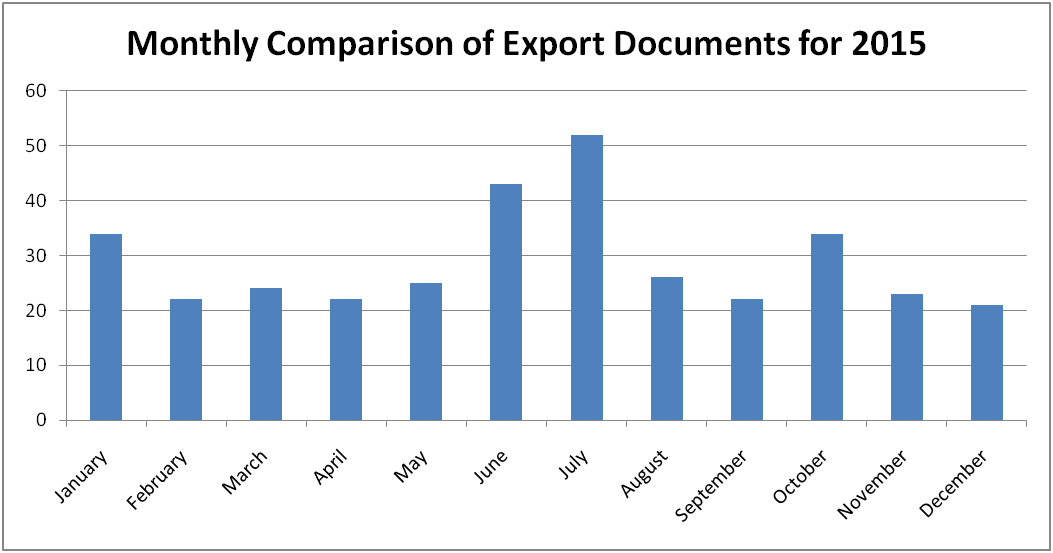 Monthly Comparison of Export Documents for 2015
60
50
40
30
20
10
0
January
February
March
April
May
June
July
August
September
October
November
December